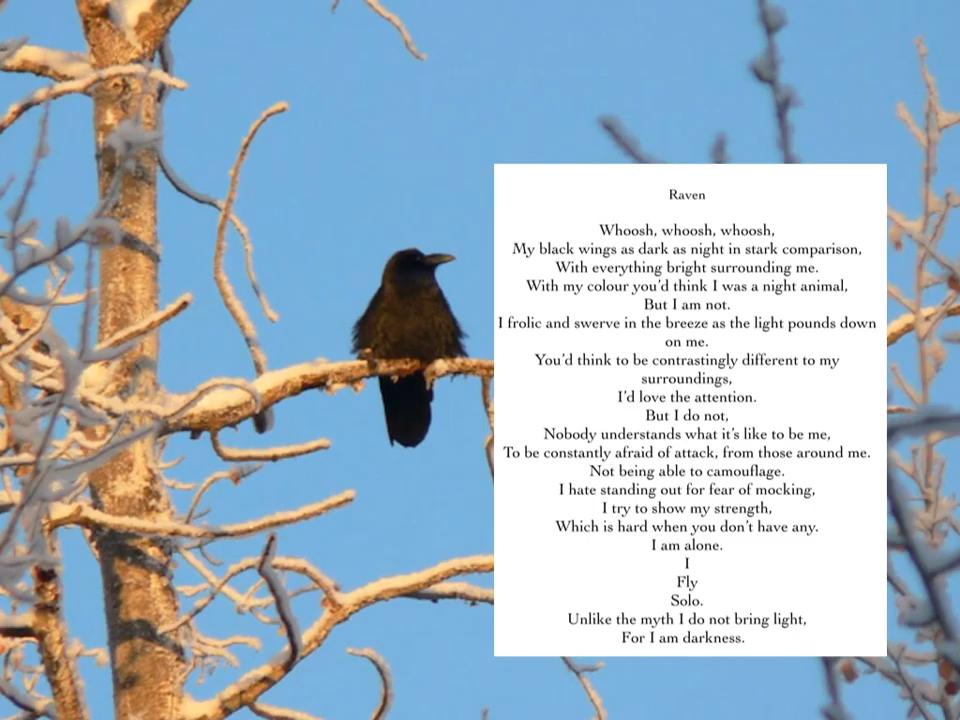 Raven
Whoosh, whoosh, whoosh,
My black wings as dark as night in stark comparison,
With everything bright surrounding me.
With my colour you'd think I was a night animal,
But I am not.
I frolic and swerve in the breeze as the light pounds down
on me.
You'd think to be contrastingly different to my
surroundings,
I'd love the attention.
But I do not,
Nobody understands what it's like to be me,
To be constantly afraid of attack, from those around me.
Not being able to camouflage.
I hate standing out for fear of mocking,
I try to show my strength,
Which is hard when you don't have any.
I am alone.
I
Fly
Solo.
Unlike the myth I do not bring light,
For I am darkness.